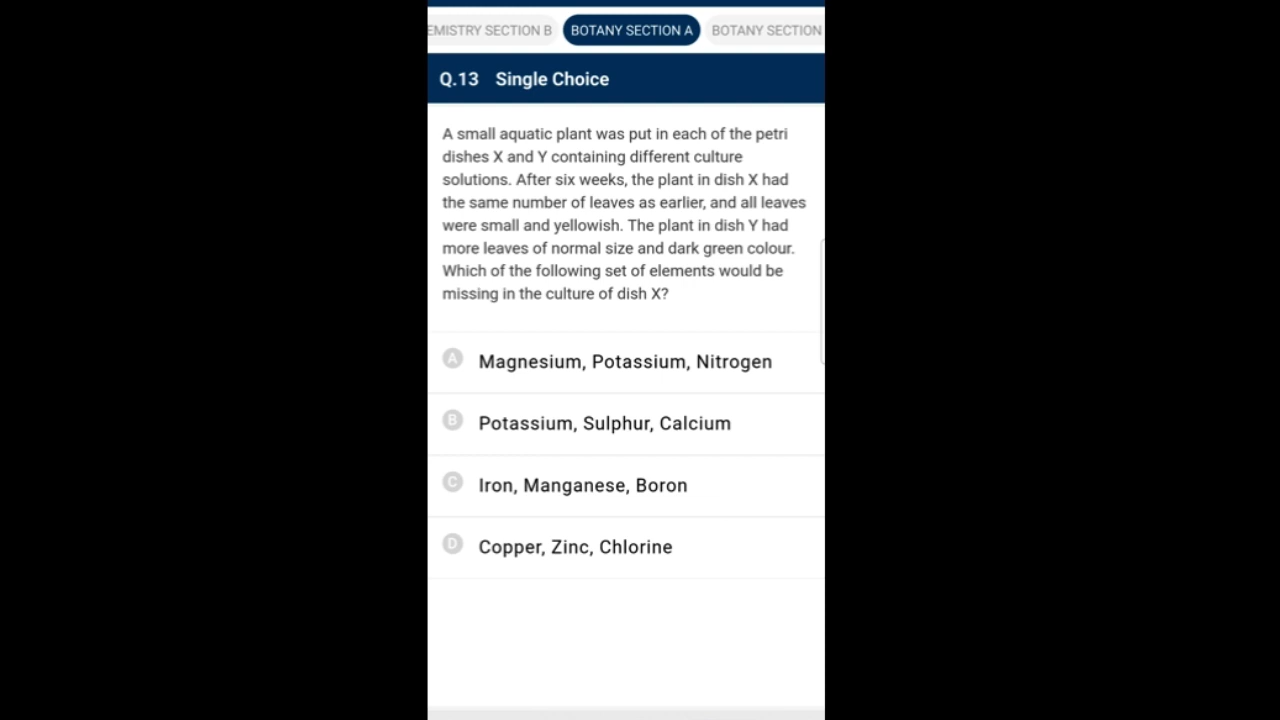 EMISTRY SECTION B BOTANY SECTION A BOTANY SECTION
Q.13 Single Choice
A small aquatic plant was put in each of the petri
dishes X and Y containing different culture
solutions. After six weeks, the plant in dish X had
the same number of leaves as earlier, and all leaves
were small and yellowish. The plant in dish Y had
more leaves of normal size and dark green colour.
Which of the following set of elements would be
missing in the culture of dish X?
A Magnesium, Potassium, Nitrogen
B Potassium, Sulphur, Calcium
C Iron, Manganese, Boron
D Copper, Zinc, Chlorine